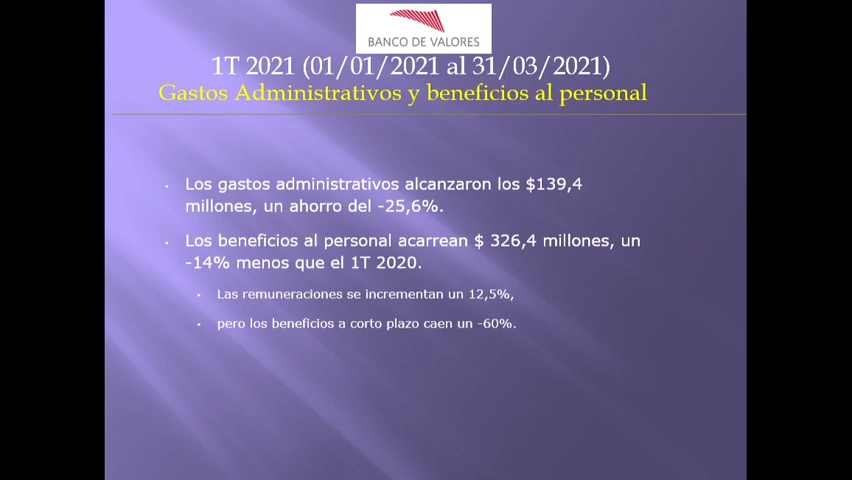 BANCO DE VALORES
1T 2021 (01/01/2021 al 31/03/2021)
Gastos Administrativos y beneficios al personal
Los gastos administrativos alcanzaron los $139,4
millones, un ahorro del -25,6%.
Los beneficios al personal acarrean $ 326,4 millones, un
-14% menos que el 1T 2020.
Las remuneraciones se incrementan un 12,5%,
pero los beneficios a corto plazo caen un -60%.